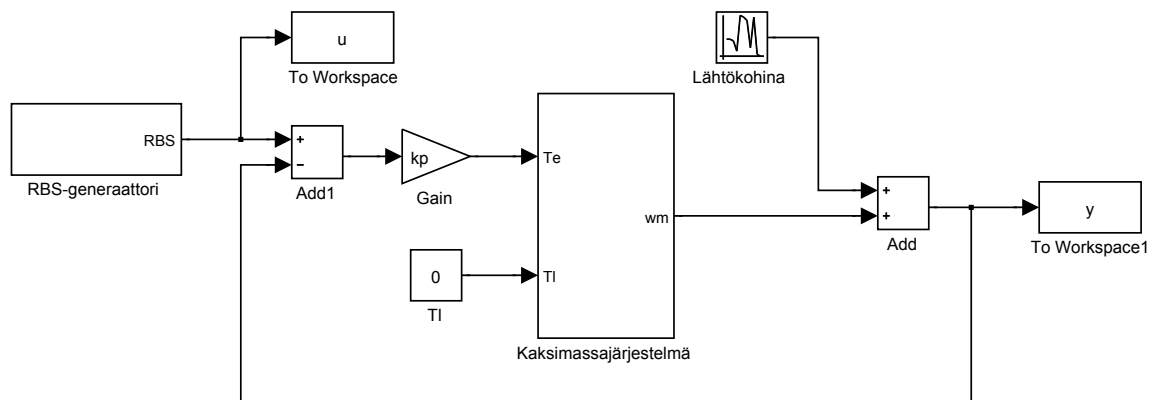 u
To Workspace
Lähtökohina
RBS
RBS-generaattori
+
−
Add1
kp
Gain
Te
wm
Tl
0
Tl
Kaksimassajärjestelmä
+
+
Add
y
To Workspace1